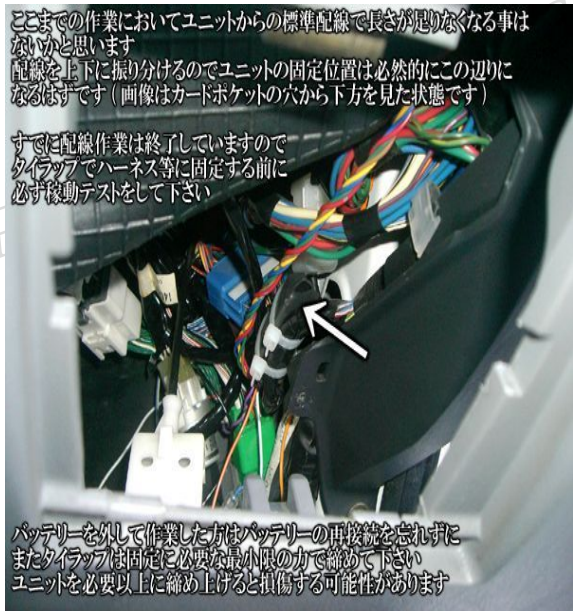 ここまでの作業においてユニットからの標準配線で長さが足りなくなる事は
ないかと思います
配線を上下に振り分けるのでユニットの固定位置は必然的にこの辺りに
なるはずです(画像はカードポケットの穴から下方を見た状態です)
すでに配線作業は終了していますので
タイラップでハーネス等に固定する前に
必ず稼動テストをして下さい
バッテリーを外して作業した方はバッテリーの再接続を忘れずに
またタイラップは固定に必要な最小限の力で締めて下さい
ユニットを必要以上に締め上げると損傷する可能性があります